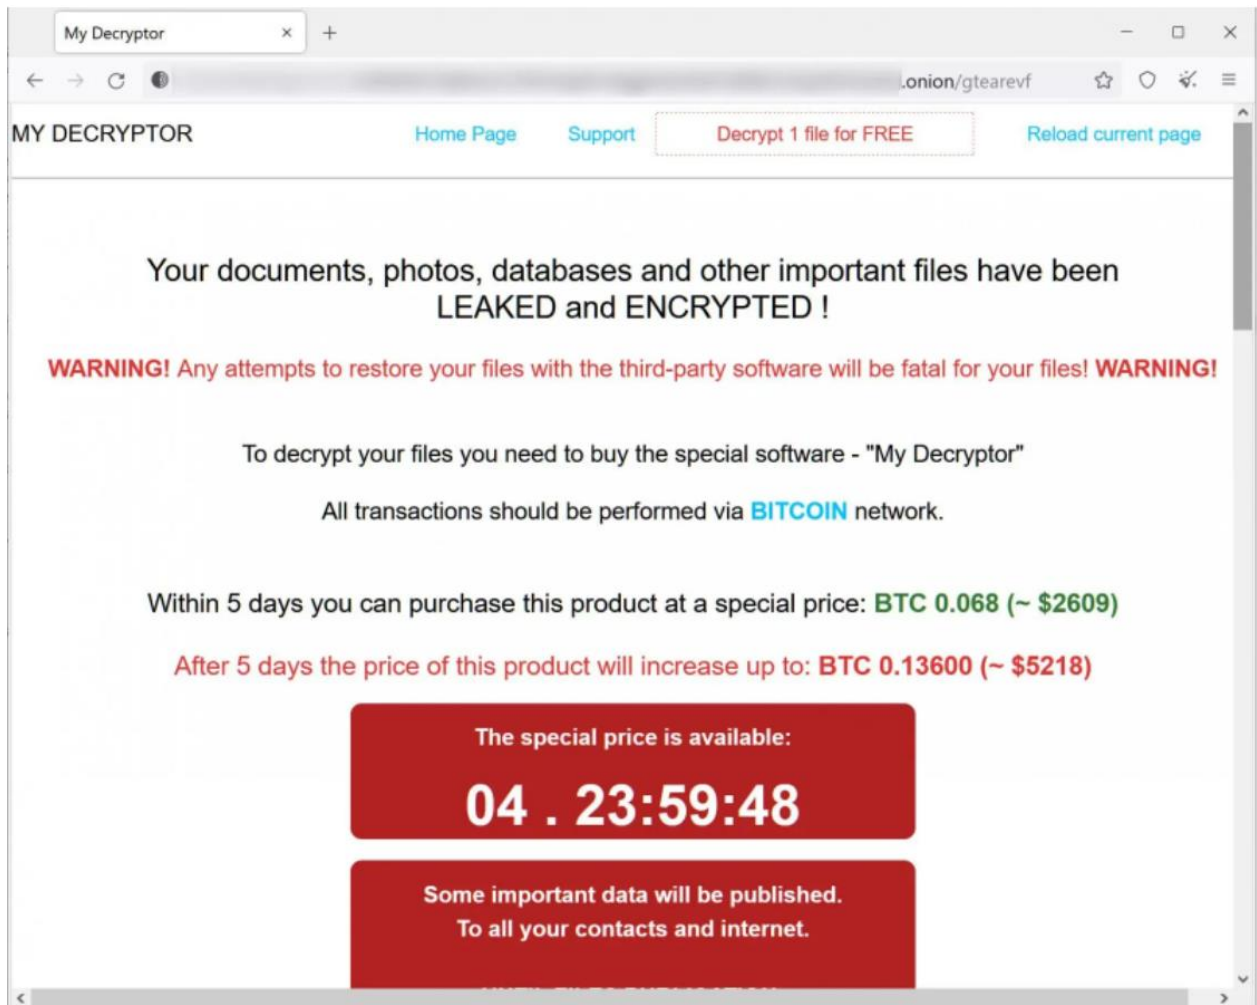 My Decryptor
.onion/gtearevf
MY DECRYPTOR
Home Page
Support
Decrypt 1 file for FREE
Reload current page
Your documents, photos, databases and other important files have been
LEAKED and ENCRYPTED !
WARNING! Any attempts to restore your files with the third-party software will be fatal for your files! WARNING!
To decrypt your files you need to buy the special software - "My Decryptor"
All transactions should be performed via BITCOIN network.
Within 5 days you can purchase this product at a special price: BTC 0.068 (~ $2609)
After 5 days the price of this product will increase up to: BTC 0.13600 (~ $5218)
The special price is available:
04 . 23:59:48
Some important data will be published.
To all your contacts and internet.